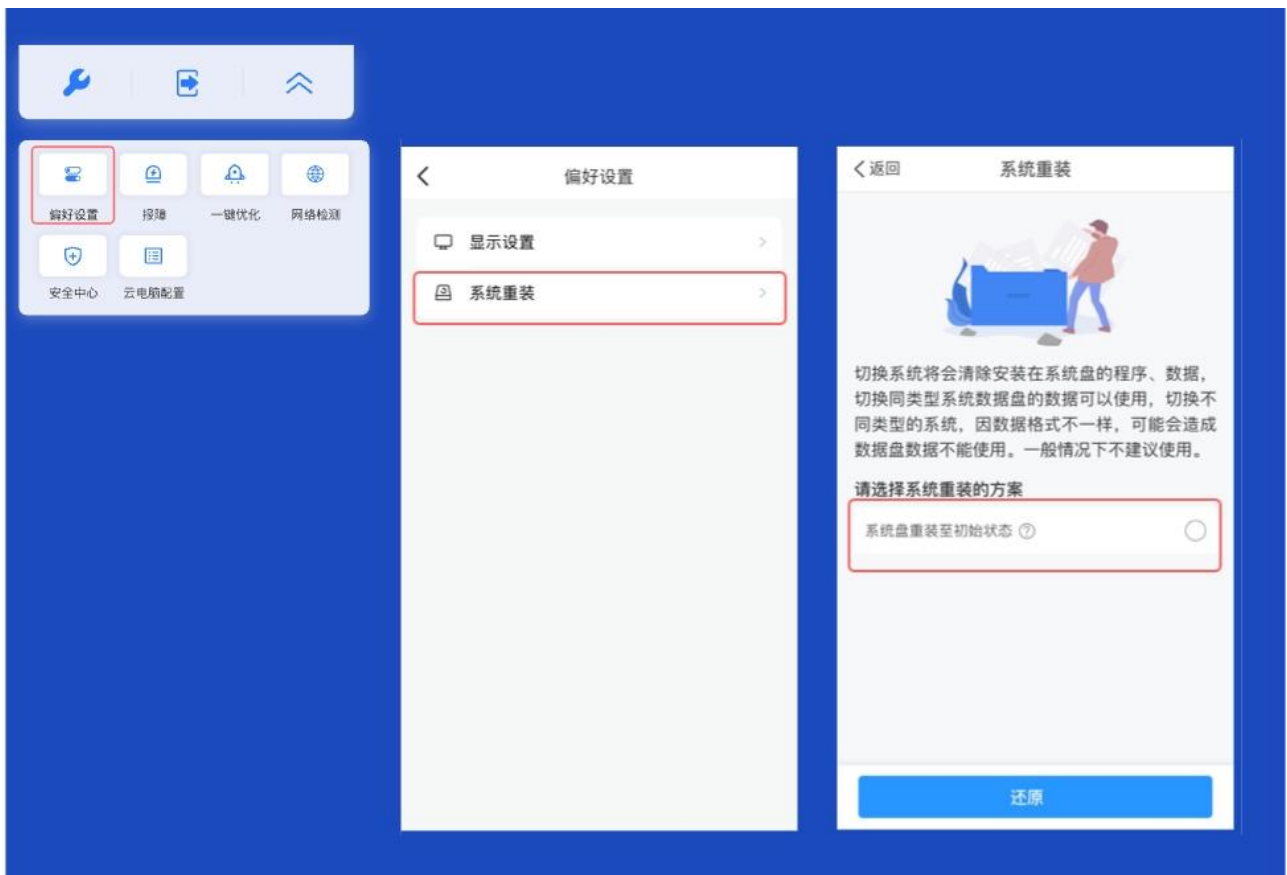 偏好设置
报障
一键优化
网络检测
安全中心
云电脑配置
偏好设置
显示设置
系统重装
返回
系统重装
切换系统将会清除安装在系统盘的程序、数据，
切换同类型系统数据盘的数据可以使用，切换不
同类型的系统，因数据格式不一样，可能会造成
数据盘数据不能使用。一般情况下不建议使用。
请选择系统重装的方案
系统盘重装至初始状态
还原